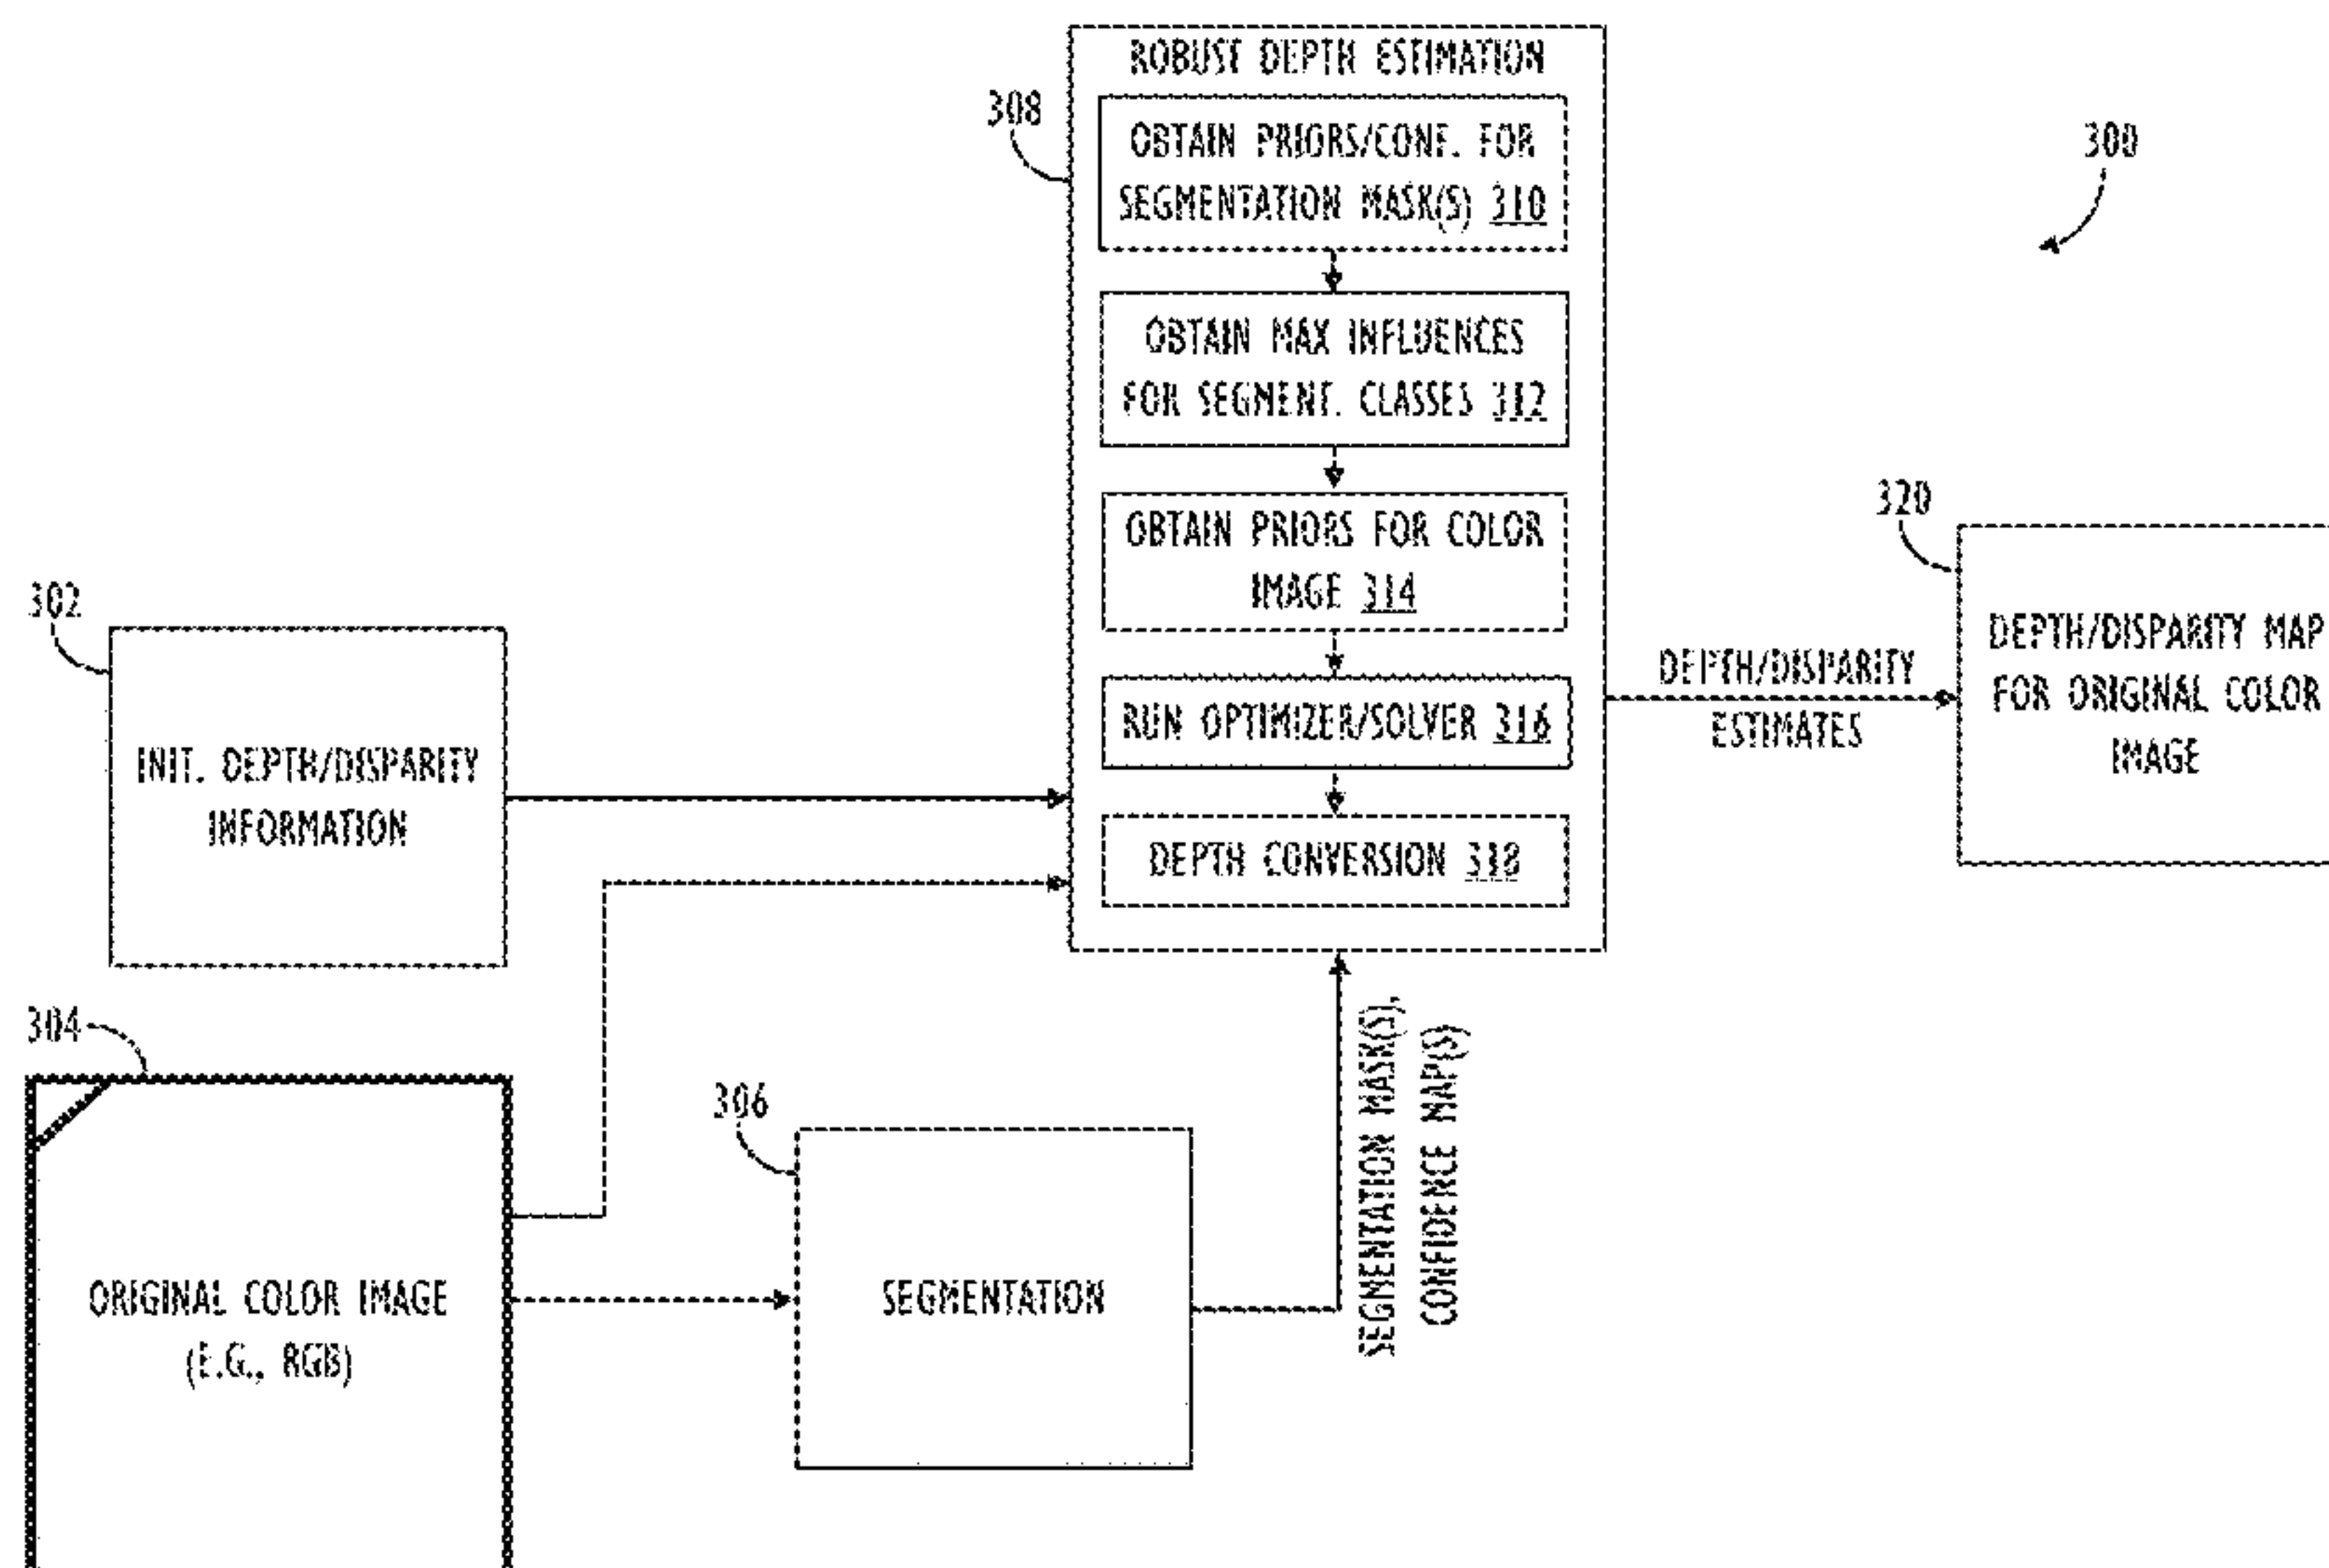 ROBUST DEPTH ESTIMATION
308
OBTAIN PRIORS/CONF. FOR
SEGMENTATION MASK(S) 310
300
OBTAIN MAX INFLUENCES
FOR SEGMENT. CLASSES 312
OBTAIN PRIORS FOR COLOR
IMAGE 314
RUN OPTIMIZER/SOLVER 316
DEPTH CONVERSION 318
302
INIT. DEPTH/DISPARITY
INFORMATION
DEPTH/DISPARITY
ESTIMATES
320
DEPTH/DISPARITY MAP
FOR ORIGINAL COLOR
IMAGE
304
ORIGINAL COLOR IMAGE
(E.G., RGB)
306
SEGMENTATION
SEGMENTATION MASK(S),
CONFIDENCE MAP(S)